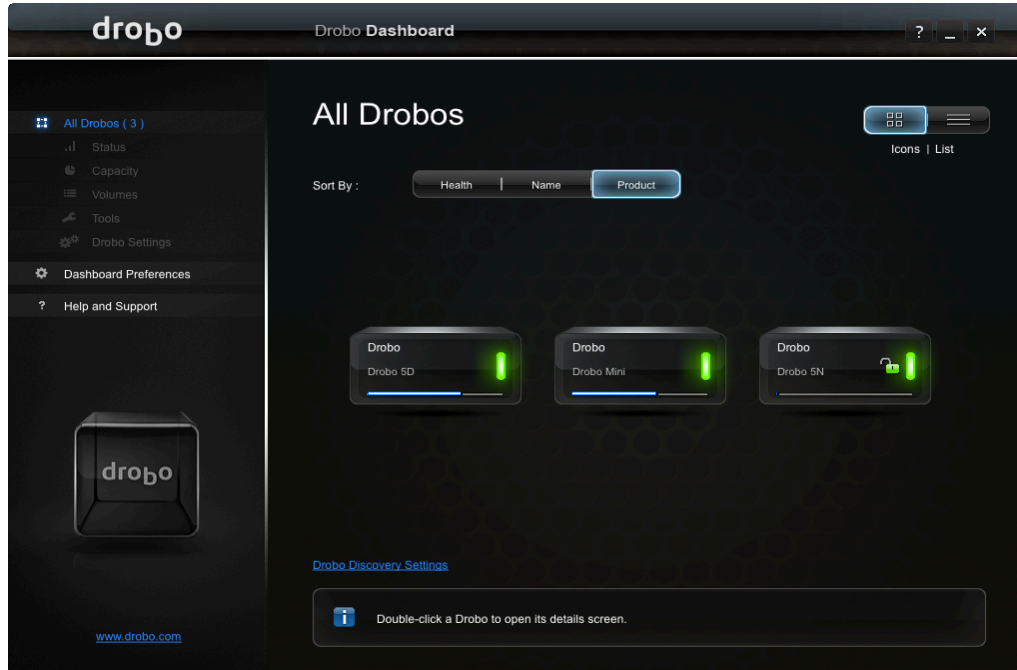 drobo
Drobo Dashboard
? _ ×
All Drobos ( 3 )
Status
Capacity
Volumes
Tools
Drobo Settings
Dashboard Preferences
? Help and Support
drobo
www.drobo.com
All Drobos
Icons | List
Sort By :
Health | Name | Product
Drobo
Drobo 5D
Drobo
Drobo Mini
Drobo
Drobo 5N
Drobo Discovery Settings
i Double-click a Drobo to open its details screen.